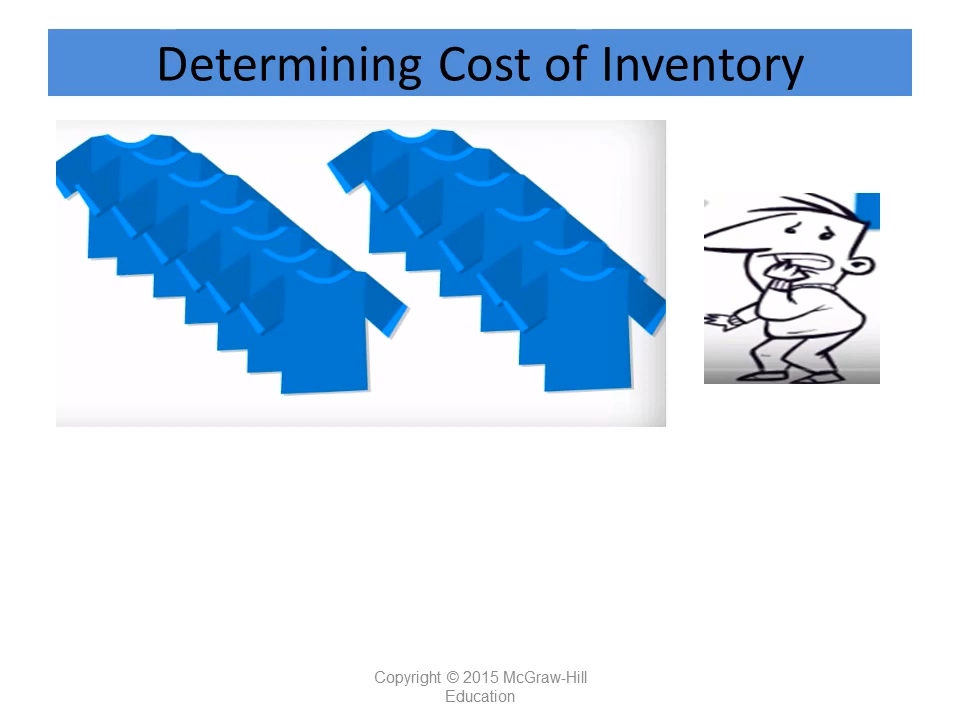 Determining Cost of Inventory
Copyright © 2015 McGraw-Hill
Education